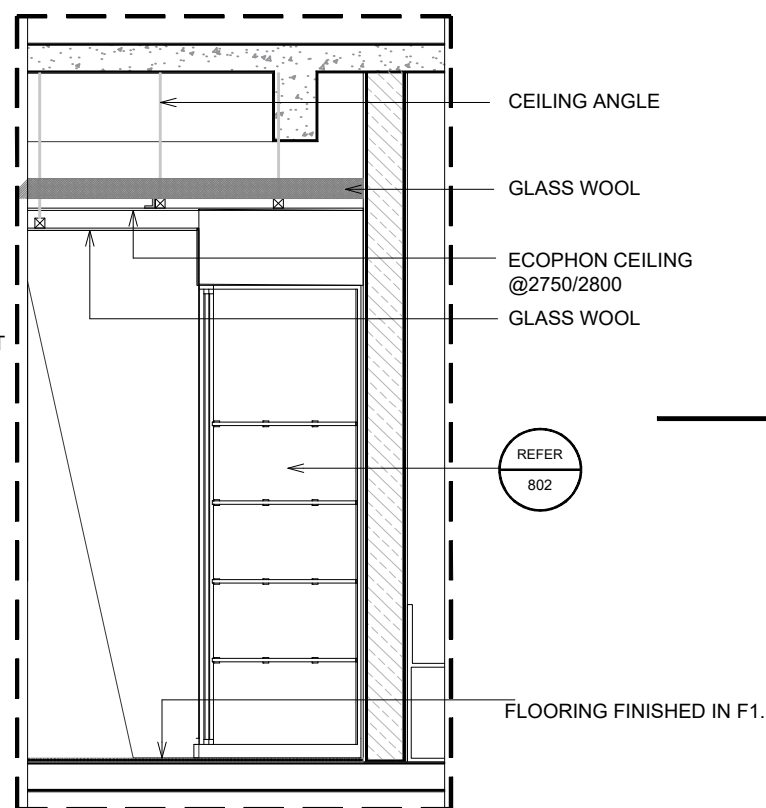 CEILING ANGLE
GLASS WOOL
ECOPHON CEILING
@2750/2800
GLASS WOOL
T
REFER
802
FLOORING FINISHED IN F1.